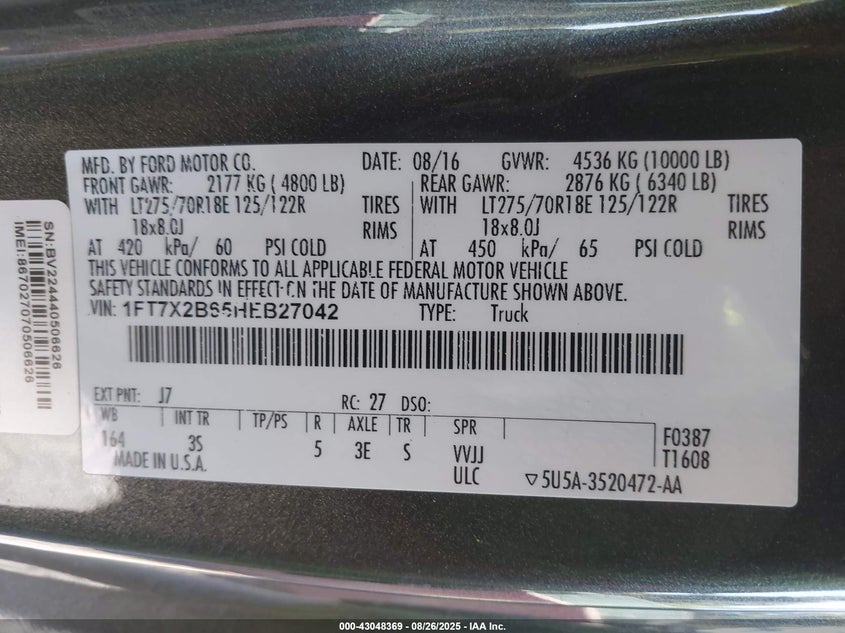 MFD. BY FORD MOTOR CO. DATE: 08/16 GVWR: 4536 KG (10000 LB)
FRONT GAWR: 2177 KG ( 4800 LB) REAR GAWR: 2876 KG ( 6340 LB)
WITH LT275/70R18E 125/122R TIRES WITH LT275/70R18E 125/122R TIRES
18x8.0J RIMS 18x8.0J RIMS
AT 420 kPa/ 60 PSI COLD AT 450 kPa/ 65 PSI COLD
THIS VEHICLE CONFORMS TO ALL APPLICABLE FEDERAL MOTOR VEHICLE
SAFETY STANDARDS IN EFFECT ON THE DATE OF MANUFACTURE SHOWN ABOVE.
VIN: 1FT7X2B65HEB27042 TYPE: Truck
EXT PNT: J7 RC: 27 DSO:
WB INT TR TP/PS R AXLE TR SPR
164 3S 5 3E S VVJJ F0387
MADE IN U.S.A. ULC T1608
▽5U5A-3520472-AA
SN:BV224440506626
IMEI:867027070506626
000-43048369 - 08/26/2025 - IAA Inc.